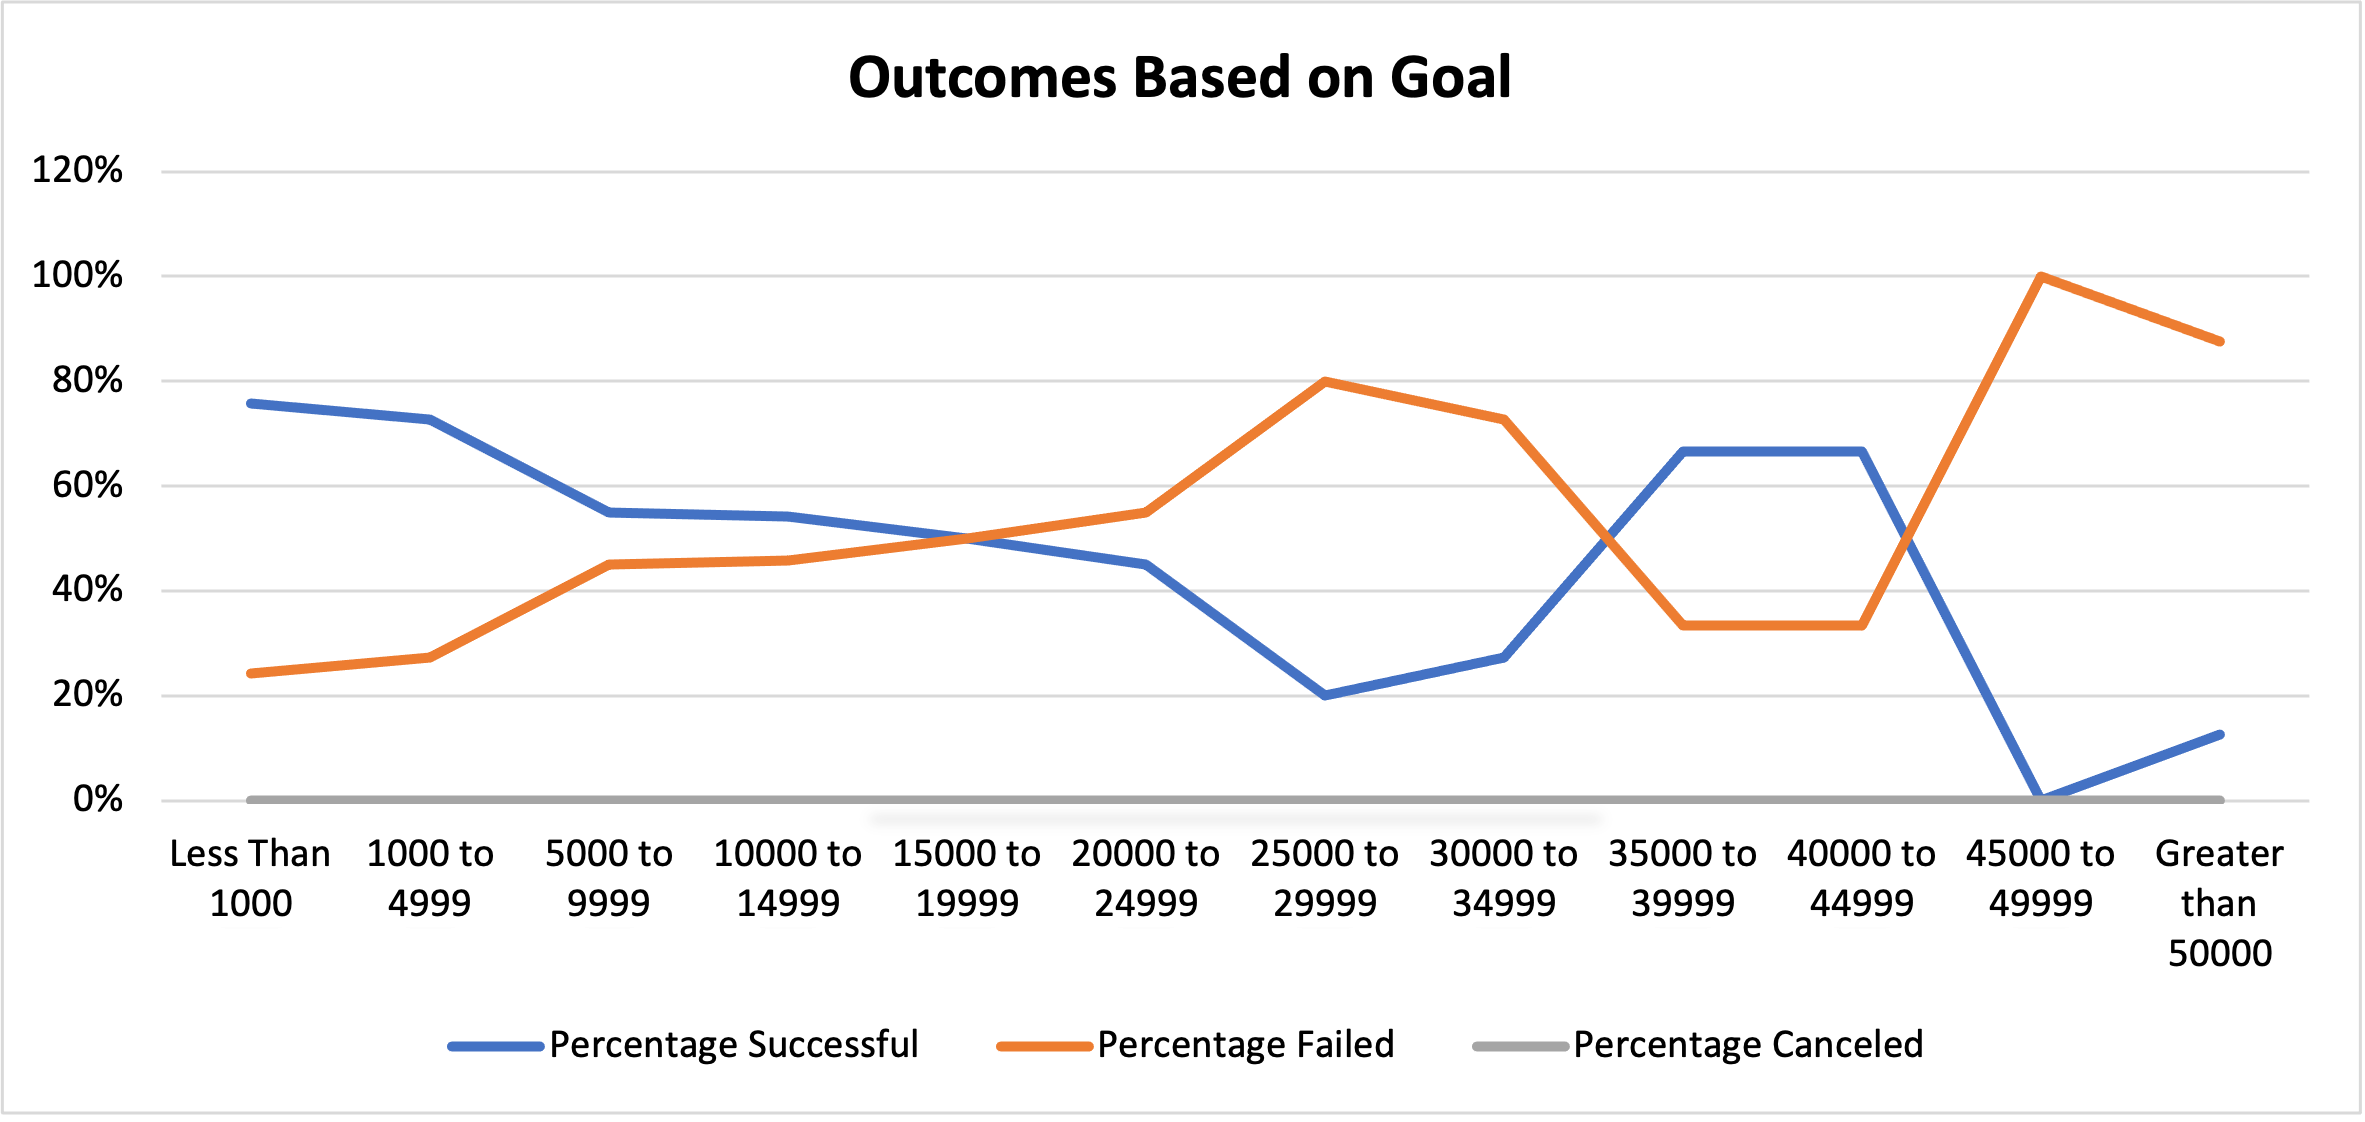 Outcomes Based on Goal
120%
100%
80%
60%
40%
20%
0%
Less Than 1000
1000 to 4999
5000 to 9999
10000 to 14999
15000 to 19999
20000 to 24999
25000 to 29999
30000 to 34999
35000 to 39999
40000 to 44999
45000 to 49999
Greater than 50000
Percentage Successful
Percentage Failed
Percentage Canceled